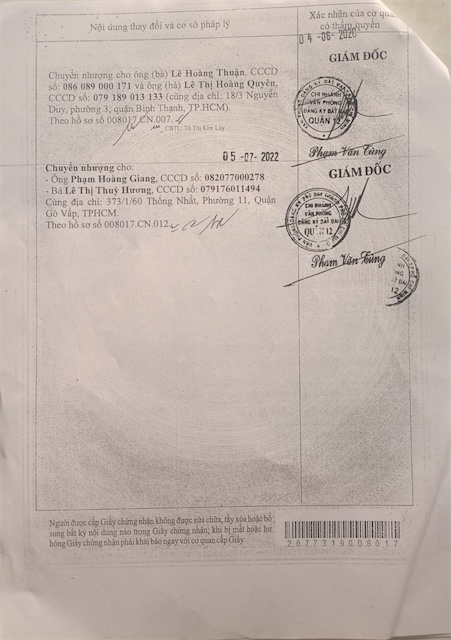 Nội dung thay đổi và cơ sở pháp lý
Xác nhận của cơ quan
có thẩm quyền
04 -06- 2020
GIÁM ĐỐC
Chuyển nhượng cho ông (bà) Lê Hoàng Thuận, CCCD
số: 086 089 000 171 và ông (bà) Lê Thị Hoàng Quyên,
CCCD số: 079 189 013 133 (cùng địa chỉ: 18/3 Nguyễn
Duy, phường 3, quận Bình Thạnh, TP.HCM).
Theo hồ sơ số 008017.CN.007.
CBTL: Tô Thị Kim Lây
CHI NHÁNH
VĂN PHÒNG
ĐĂNG KÝ ĐẤT ĐAI
QUẬN 12
Phạm Văn Tùng
05 -07- 2022
GIÁM ĐỐC
Chuyển nhượng cho:
- Ông Phạm Hoàng Giang, CCCD số: 082077000278
- Bà Lê Thị Thuý Hương, CCCD số: 079176011494
Cùng địa chỉ: 373/1/60 Thống Nhất, Phường 11, Quận
Gò Vấp, TPHCM.
Theo hồ sơ số 008017.CN.012
CHI NHÁNH
VĂN PHÒNG
ĐĂNG KÝ ĐẤT ĐAI
QUẬN 12
Phạm Văn Tùng
Người được cấp Giấy chứng nhận không được sửa chữa, tẩy xóa hoặc bổ
sung bất kỳ nội dung nào trong Giấy chứng nhận; khi bị mất hoặc hư
hỏng Giấy chứng nhận phải khai báo ngay với cơ quan cấp Giấy.
2677319008017